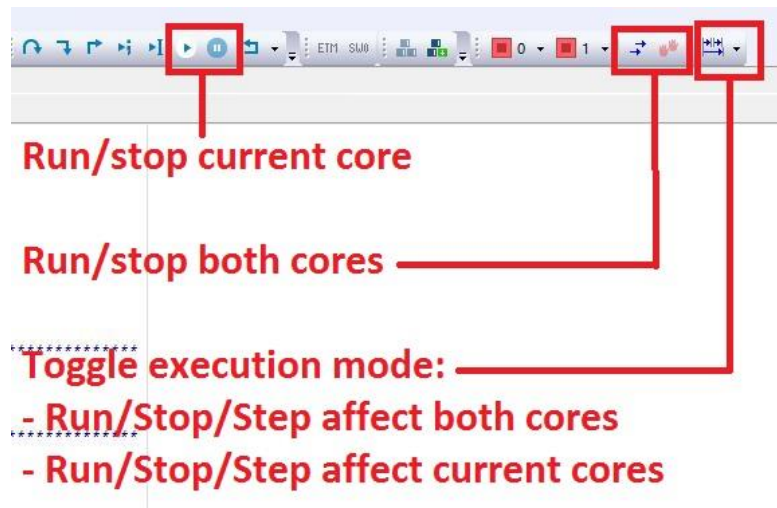 ETM SWO 0 1
Run/stop current core
Run/stop both cores
Toggle execution mode:
- Run/Stop/Step affect both cores
- Run/Stop/Step affect current cores